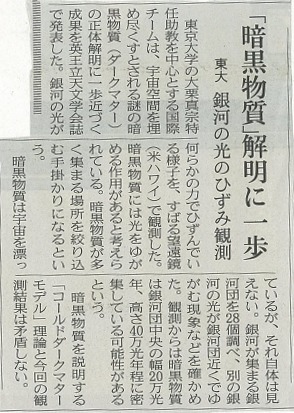 「暗黒物質」解明に一歩
東大 銀河の光のひずみ観測
東京大学の大栗真宗特
任助教を中心とする国際
チームは、宇宙空間を埋
め尽くすとされる謎の暗
黒物質(ダークマター)
の正体解明に一歩近づく
成果を英王立天文学会誌
で発表した。銀河の光が
何らかの力でひずんでい
る様子を、すばる望遠鏡
(米ハワイ)で観測した。
暗黒物質には光をゆが
める作用があると考えら
れている。暗黒物質が多
く集まる場所を絞り込
む手掛かりになるとい
う。
暗黒物質は宇宙を漂っ
ているが、それ自体は見
えない。銀河が集まる銀
河団を28個調べ、別の銀
河の光が銀河団近くでゆ
がむ現象などを確かめ
た。観測からは暗黒物質
は銀河団中央の幅20万光
年、高さ40万光年程に密
集している可能性がある
という。
暗黒物質を説明する
「コールドダークマター
モデル」理論と今回の観
測結果は矛盾しない。